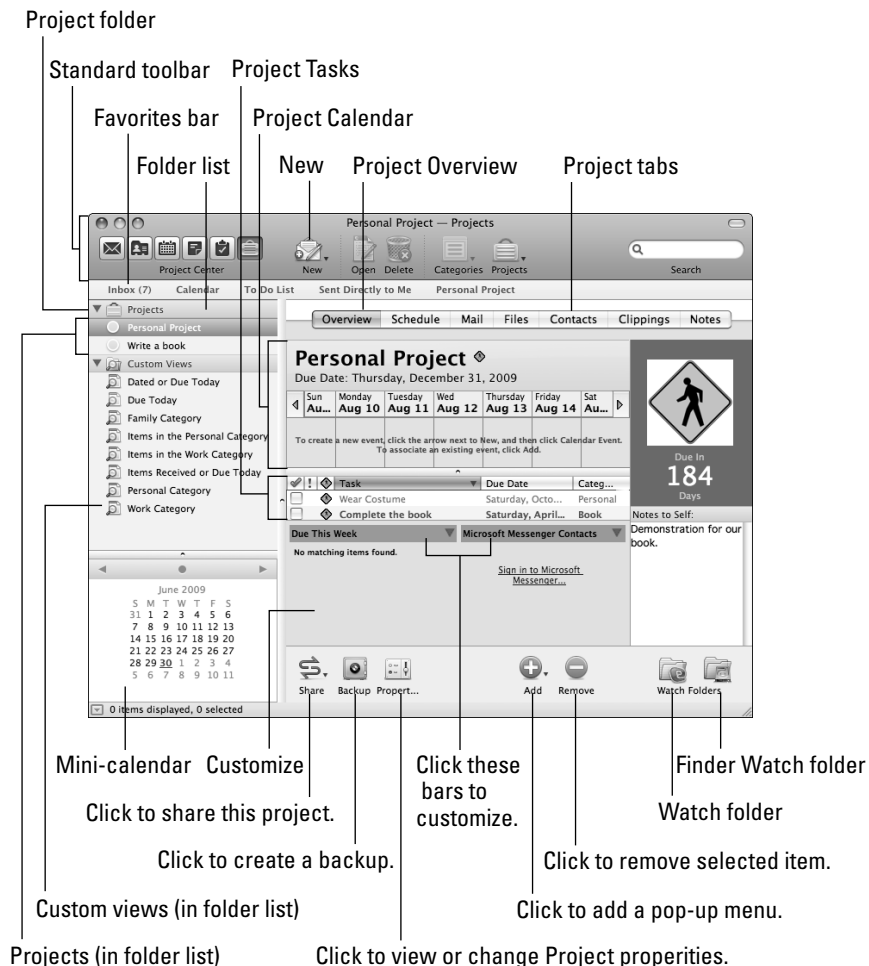 Project folder
Standard toolbar Project Tasks
Favorites bar Project Calendar
Folder list New Project Overview Project tabs
Personal Project — Projects
Project Center New Open Delete Categories Projects Search
Inbox (7) Calendar To Do List Sent Directly to Me Personal Project
Projects
Personal Project
Write a book
Custom Views
Dated or Due Today
Due Today
Family Category
Items in the Personal Category
Items in the Work Category
Items Received or Due Today
Personal Category
Work Category
June 2009
S M T W T F S
31 1 2 3 4 5 6
7 8 9 10 11 12 13
14 15 16 17 18 19 20
21 22 23 24 25 26 27
28 29 30 1 2 3 4
5 6 7 8 9 10 11
0 items displayed, 0 selected
Overview Schedule Mail Files Contacts Clippings Notes
Personal Project
Due Date: Thursday, December 31, 2009
Sun Monday Tuesday Wed Thursday Friday Sat
Au... Aug 10 Aug 11 Aug 12 Aug 13 Aug 14 Au...
To create a new event, click the arrow next to New, and then click Calendar Event.
To associate an existing event, click Add.
! Task Due Date Categ...
Wear Costume Saturday, Octo... Personal
Complete the book Saturday, April... Book
Due This Week Microsoft Messenger Contacts
No matching items found.
Sign in to Microsoft
Messenger...
Due In
184
Days
Notes to Self:
Demonstration for our
book.
Share Backup Propert... Add Remove Watch Folders
Mini-calendar Customize Click these
bars to
customize.
Finder Watch folder
Click to share this project.
Watch folder
Click to create a backup.
Click to remove selected item.
Custom views (in folder list)
Click to add a pop-up menu.
Projects (in folder list)
Click to view or change Project properities.